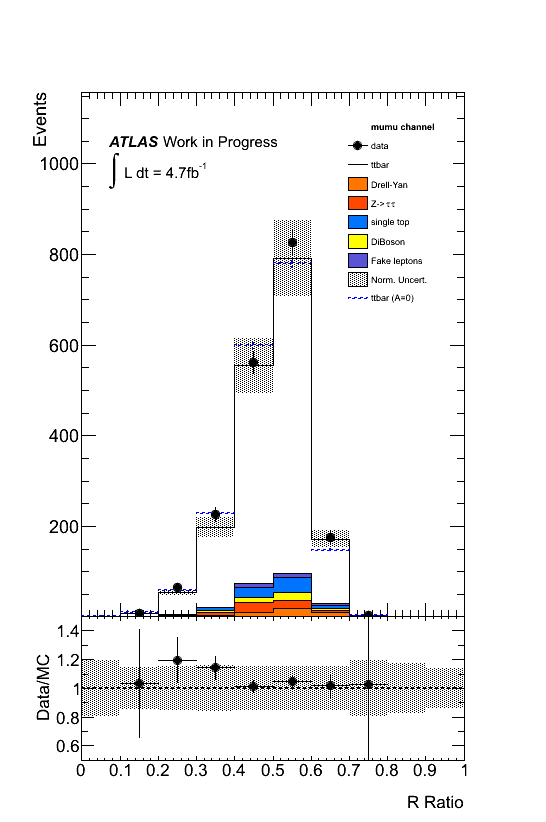 Events
ATLAS Work in Progress
∫ L dt = 4.7fb⁻¹
mumu channel
data
ttbar
Drell-Yan
Z->ττ
single top
DiBoson
Fake leptons
Norm. Uncert.
ttbar (A=0)
1000
800
600
400
200
Data/MC
1.4
1.2
1
0.8
0.6
0 0.1 0.2 0.3 0.4 0.5 0.6 0.7 0.8 0.9 1
R Ratio